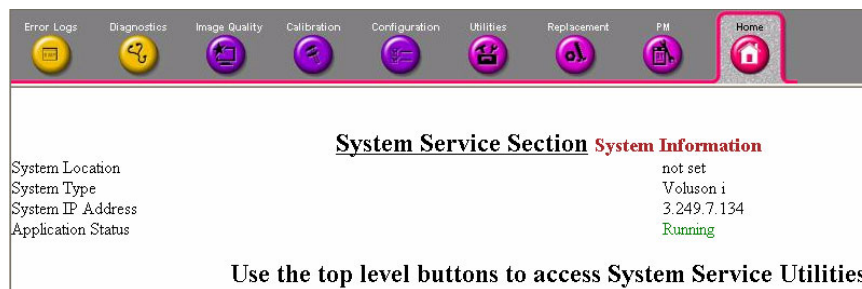 Error Logs Diagnostics Image Quality Calibration Configuration Utilities Replacement PM Home
System Service Section System Information
System Location not set
System Type Voluson i
System IP Address 3.249.7.134
Application Status Running
Use the top level buttons to access System Service Utilities